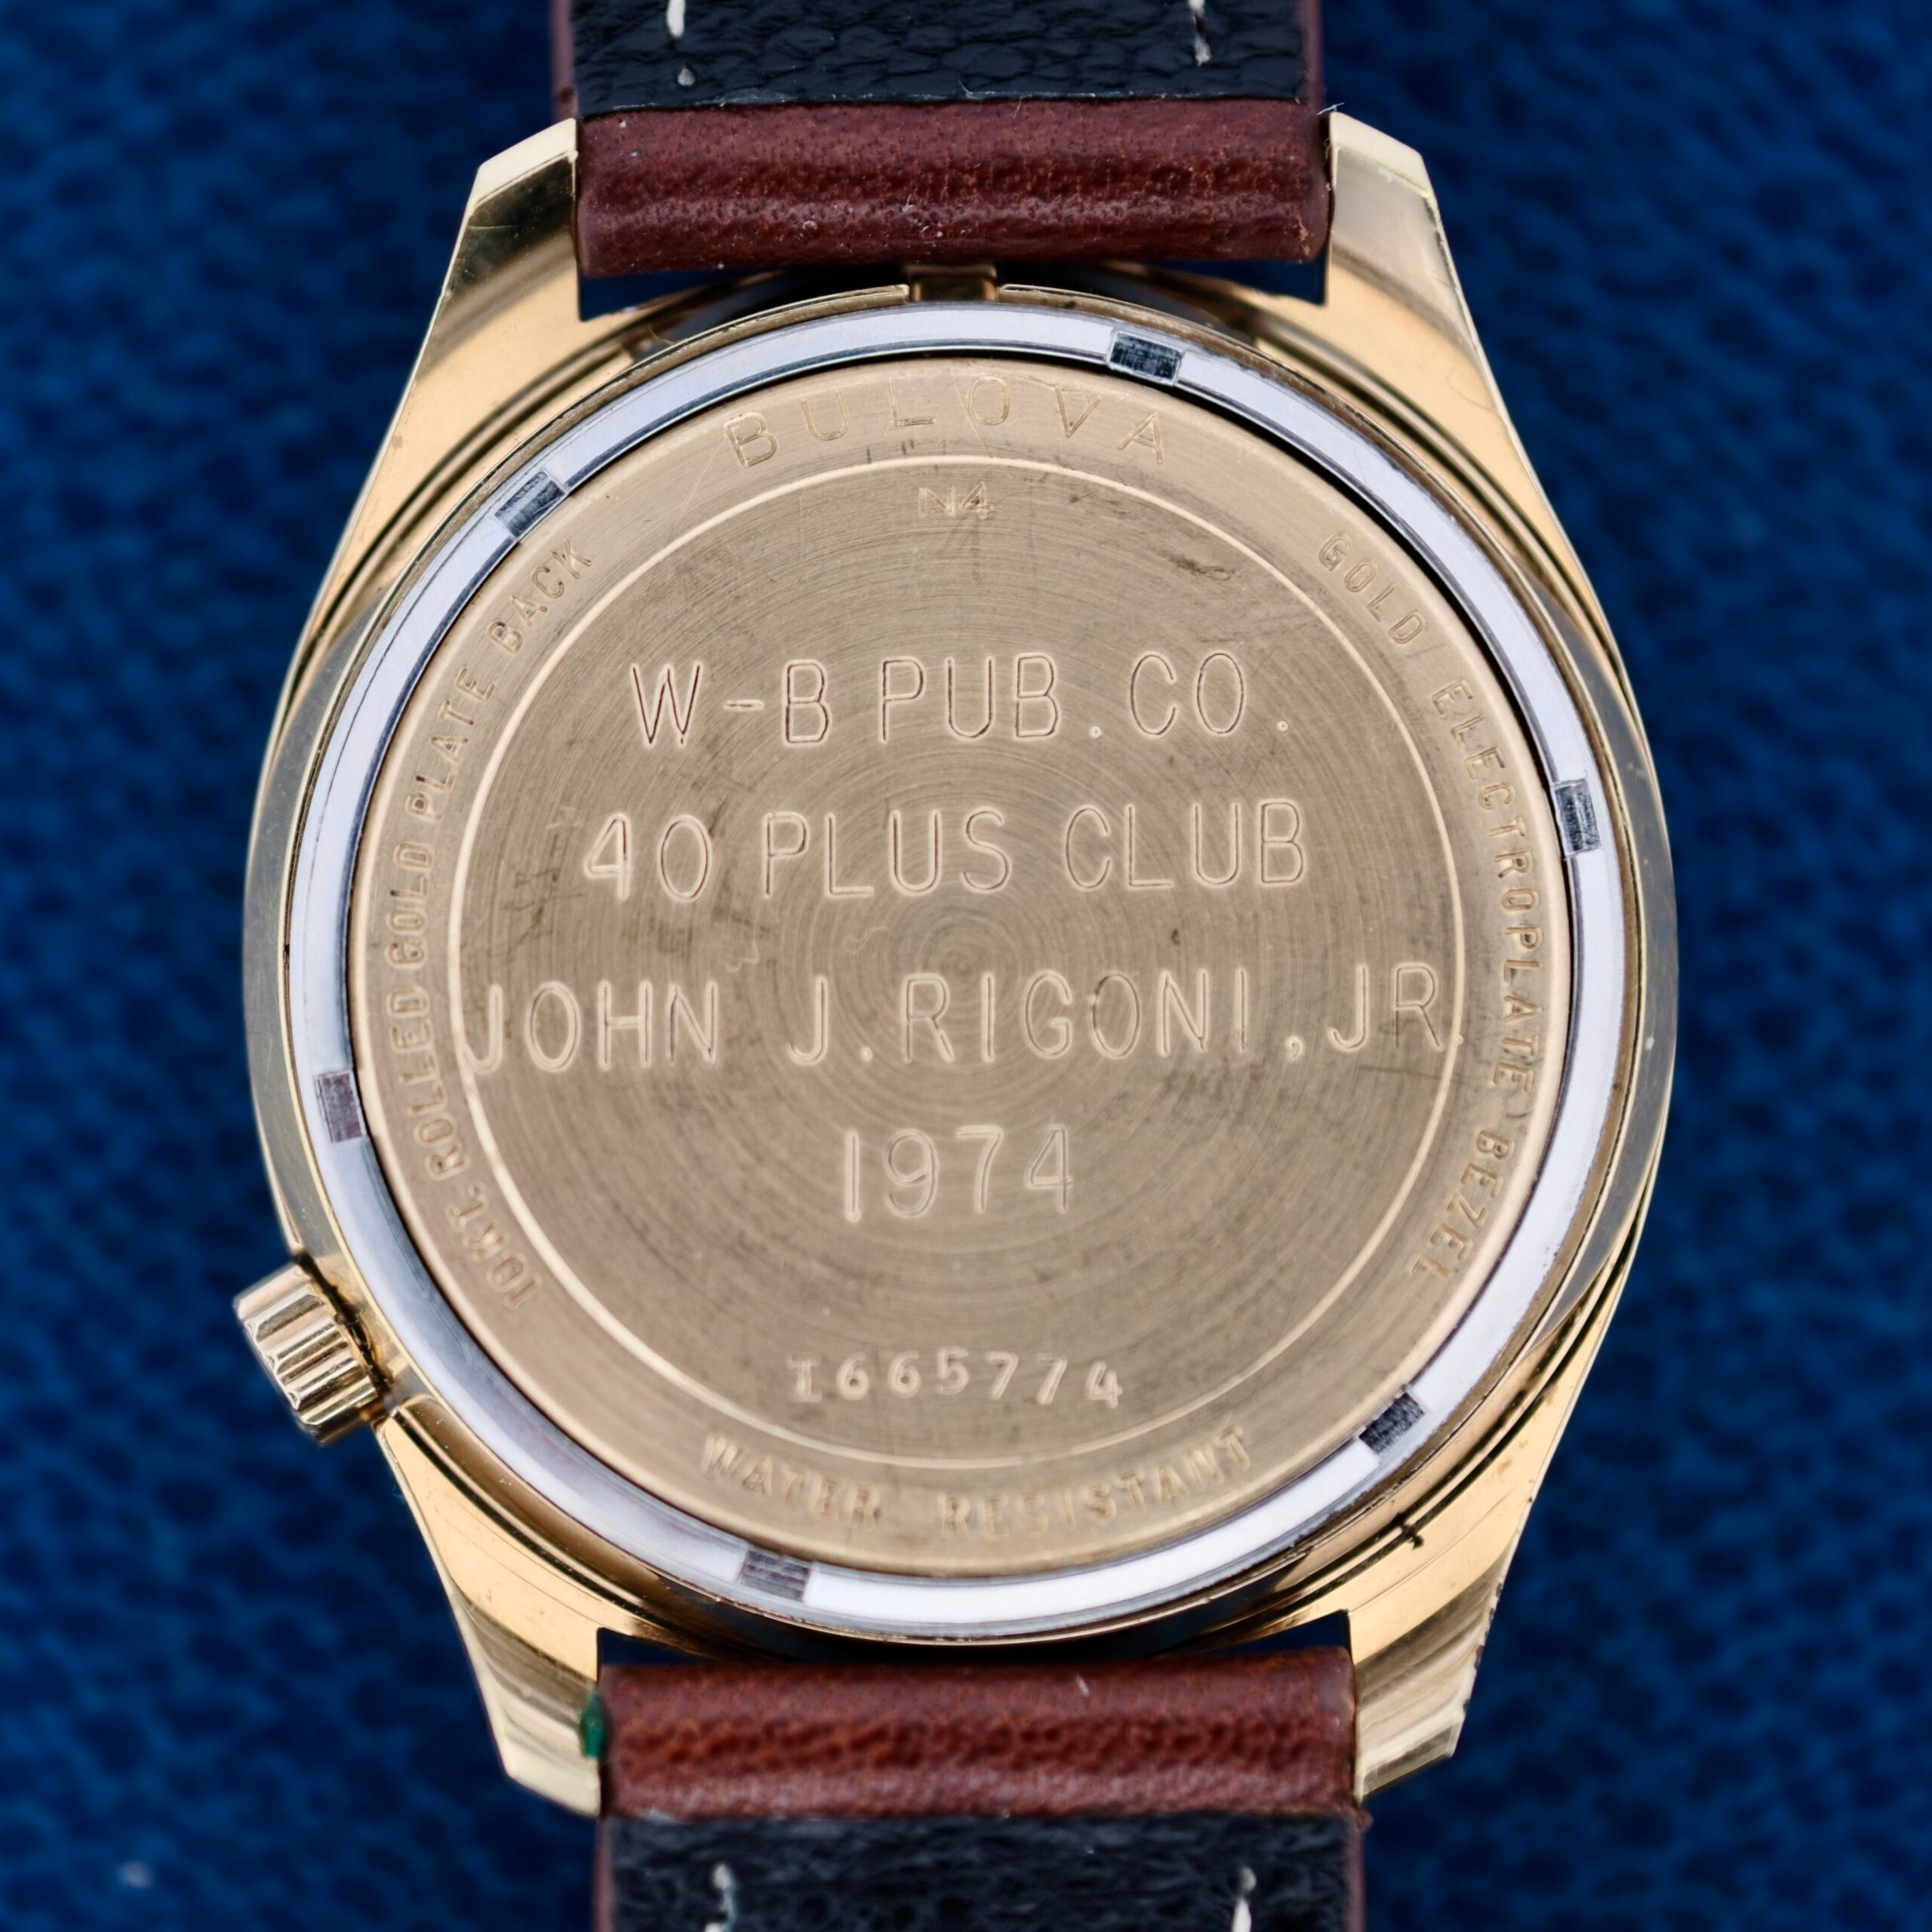 BULOVA
N4
10KT. ROLLED GOLD PLATE BACK
GOLD ELECTROPLATE BEZEL
W-B PUB. CO.
40 PLUS CLUB
JOHN J. RIGONI, JR.
1974
1665774
WATER RESISTANT